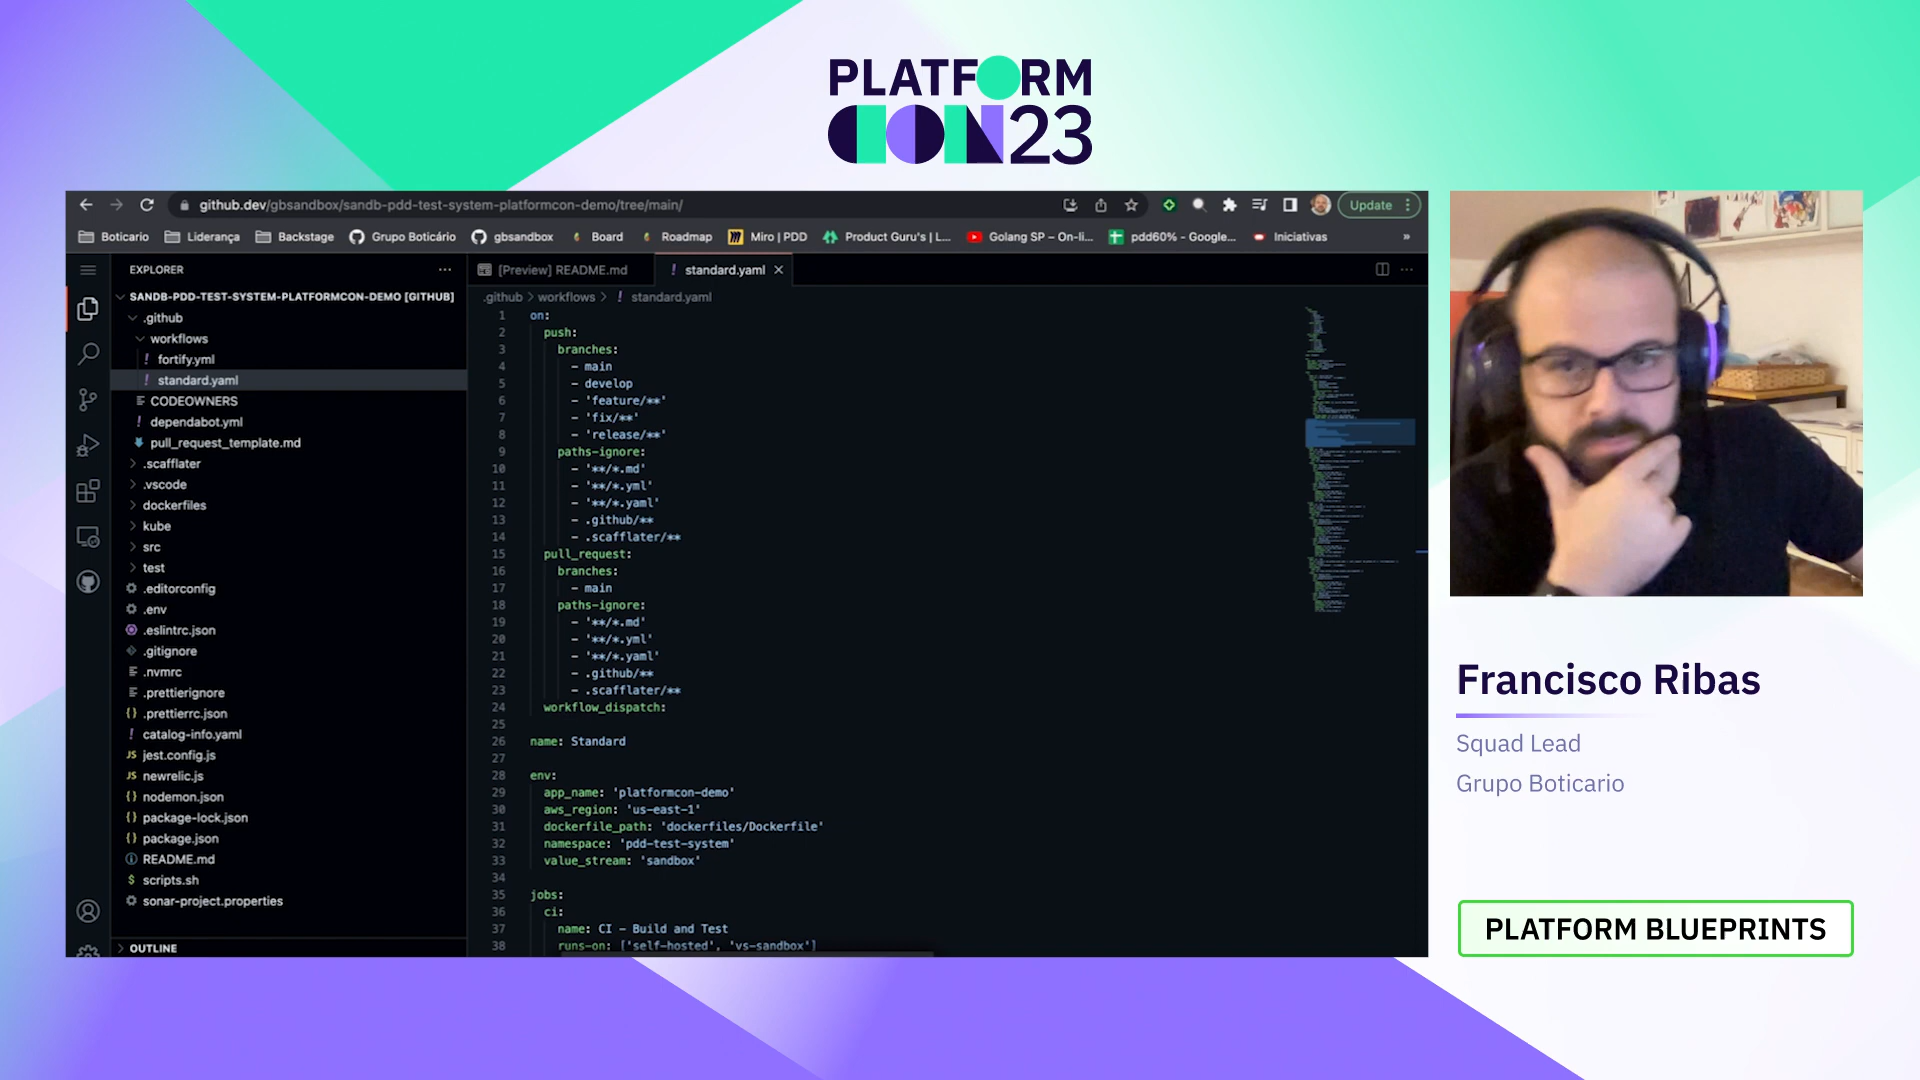 PLATFORM
CON23
github.dev/gbsandbox/sandb-pdd-test-system-platformcon-demo/tree/main/
Update
Boticario
Liderança
Backstage
Grupo Boticário
gbsandbox
Board
Roadmap
Miro | PDD
Product Guru's | L...
Golang SP – On-li...
pdd60% - Google...
Iniciativas
»
EXPLORER
...
[Preview] README.md
! standard.yaml
.github > workflows > ! standard.yaml
SANDB-PDD-TEST-SYSTEM-PLATFORMCON-DEMO [GITHUB]
.github
workflows
! fortify.yml
! standard.yaml
CODEOWNERS
! dependabot.yml
pull_request_template.md
.scafflater
.vscode
dockerfiles
kube
src
test
.editorconfig
.env
.eslintrc.json
.gitignore
.nvmrc
.prettierignore
{} .prettierrc.json
! catalog-info.yaml
JS jest.config.js
JS newrelic.js
{} nodemon.json
{} package-lock.json
{} package.json
README.md
$ scripts.sh
sonar-project.properties
OUTLINE
1 on:
2 push:
3 branches:
4 - main
5 - develop
6 - 'feature/**'
7 - 'fix/**'
8 - 'release/**'
9 paths-ignore:
10 - '**/*.md'
11 - '**/*.yml'
12 - '**/*.yaml'
13 - .github/**
14 - .scafflater/**
15 pull_request:
16 branches:
17 - main
18 paths-ignore:
19 - '**/*.md'
20 - '**/*.yml'
21 - '**/*.yaml'
22 - .github/**
23 - .scafflater/**
24 workflow_dispatch:
25
26 name: Standard
27
28 env:
29 app_name: 'platformcon-demo'
30 aws_region: 'us-east-1'
31 dockerfile_path: 'dockerfiles/Dockerfile'
32 namespace: 'pdd-test-system'
33 value_stream: 'sandbox'
34
35 jobs:
36 ci:
37 name: CI - Build and Test
38 runs-on: ['self-hosted', 'vs-sandbox']
Francisco Ribas
Squad Lead
Grupo Boticario
PLATFORM BLUEPRINTS